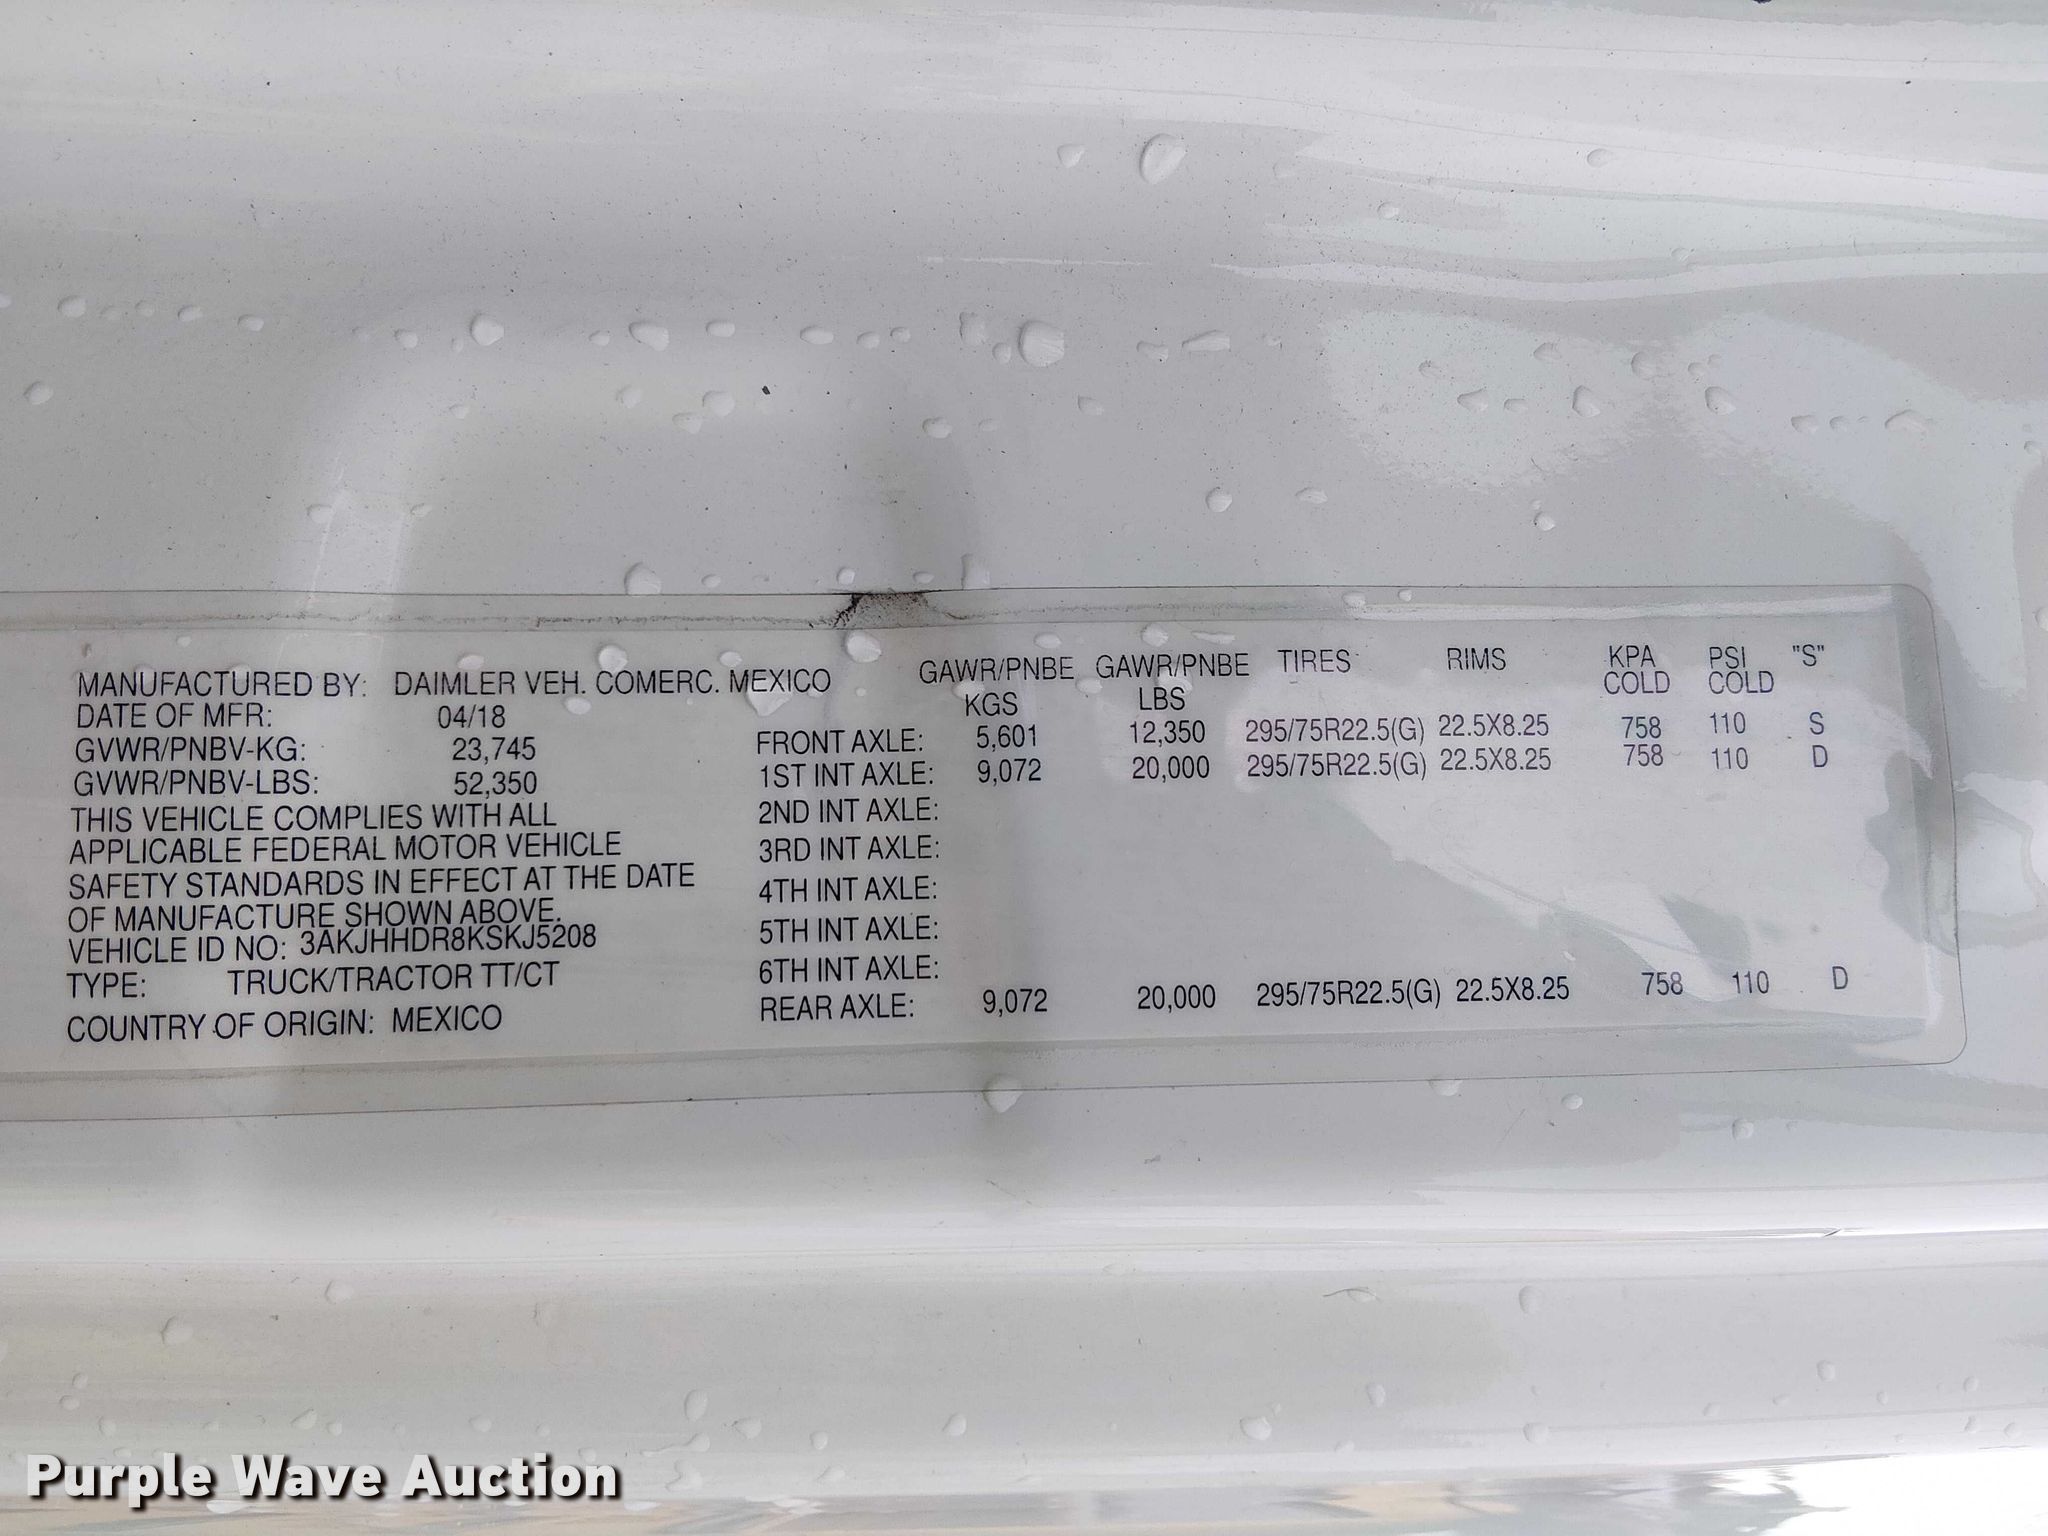 MANUFACTURED BY: DAIMLER VEH. COMERC. MEXICO
DATE OF MFR: 04/18
GVWR/PNBV-KG: 23,745
GVWR/PNBV-LBS: 52,350
THIS VEHICLE COMPLIES WITH ALL
APPLICABLE FEDERAL MOTOR VEHICLE
SAFETY STANDARDS IN EFFECT AT THE DATE
OF MANUFACTURE SHOWN ABOVE.
VEHICLE ID NO: 3AKJHHDR8KSKJ5208
TYPE: TRUCK/TRACTOR TT/CT
COUNTRY OF ORIGIN: MEXICO
GAWR/PNBE GAWR/PNBE TIRES RIMS KPA PSI "S"
KGS LBS COLD COLD
FRONT AXLE: 5,601 12,350 295/75R22.5(G) 22.5X8.25 758 110 S
1ST INT AXLE: 9,072 20,000 295/75R22.5(G) 22.5X8.25 758 110 D
2ND INT AXLE:
3RD INT AXLE:
4TH INT AXLE:
5TH INT AXLE:
6TH INT AXLE:
REAR AXLE: 9,072 20,000 295/75R22.5(G) 22.5X8.25 758 110 D
Purple Wave Auction